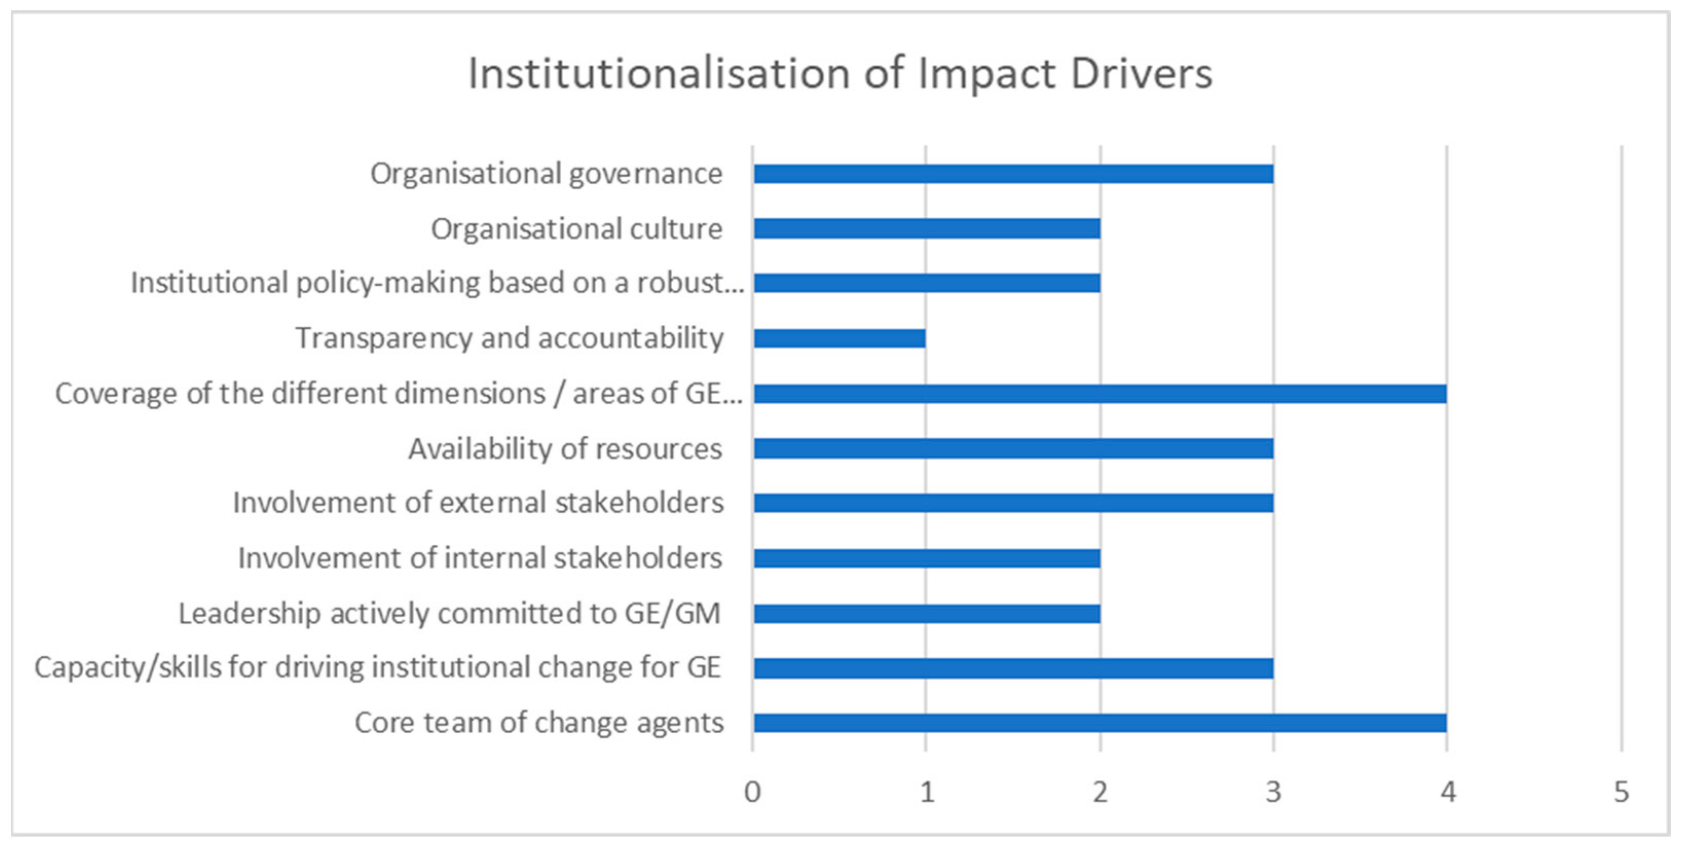 Institutionalisation of Impact Drivers
Organisational governance
Organisational culture
Institutional policy-making based on a robust...
Transparency and accountability
Coverage of the different dimensions / areas of GE...
Availability of resources
Involvement of external stakeholders
Involvement of internal stakeholders
Leadership actively committed to GE/GM
Capacity/skills for driving institutional change for GE
Core team of change agents
0 1 2 3 4 5